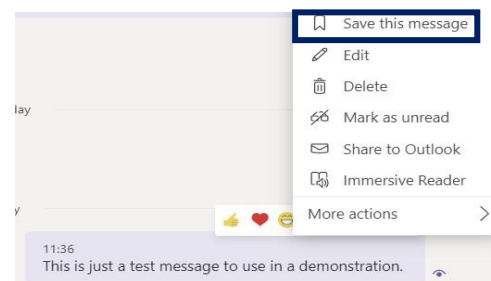 Save this message
Edit
Delete
lay
Mark as unread
Share to Outlook
Immersive Reader
y
More actions
11:36
This is just a test message to use in a demonstration.